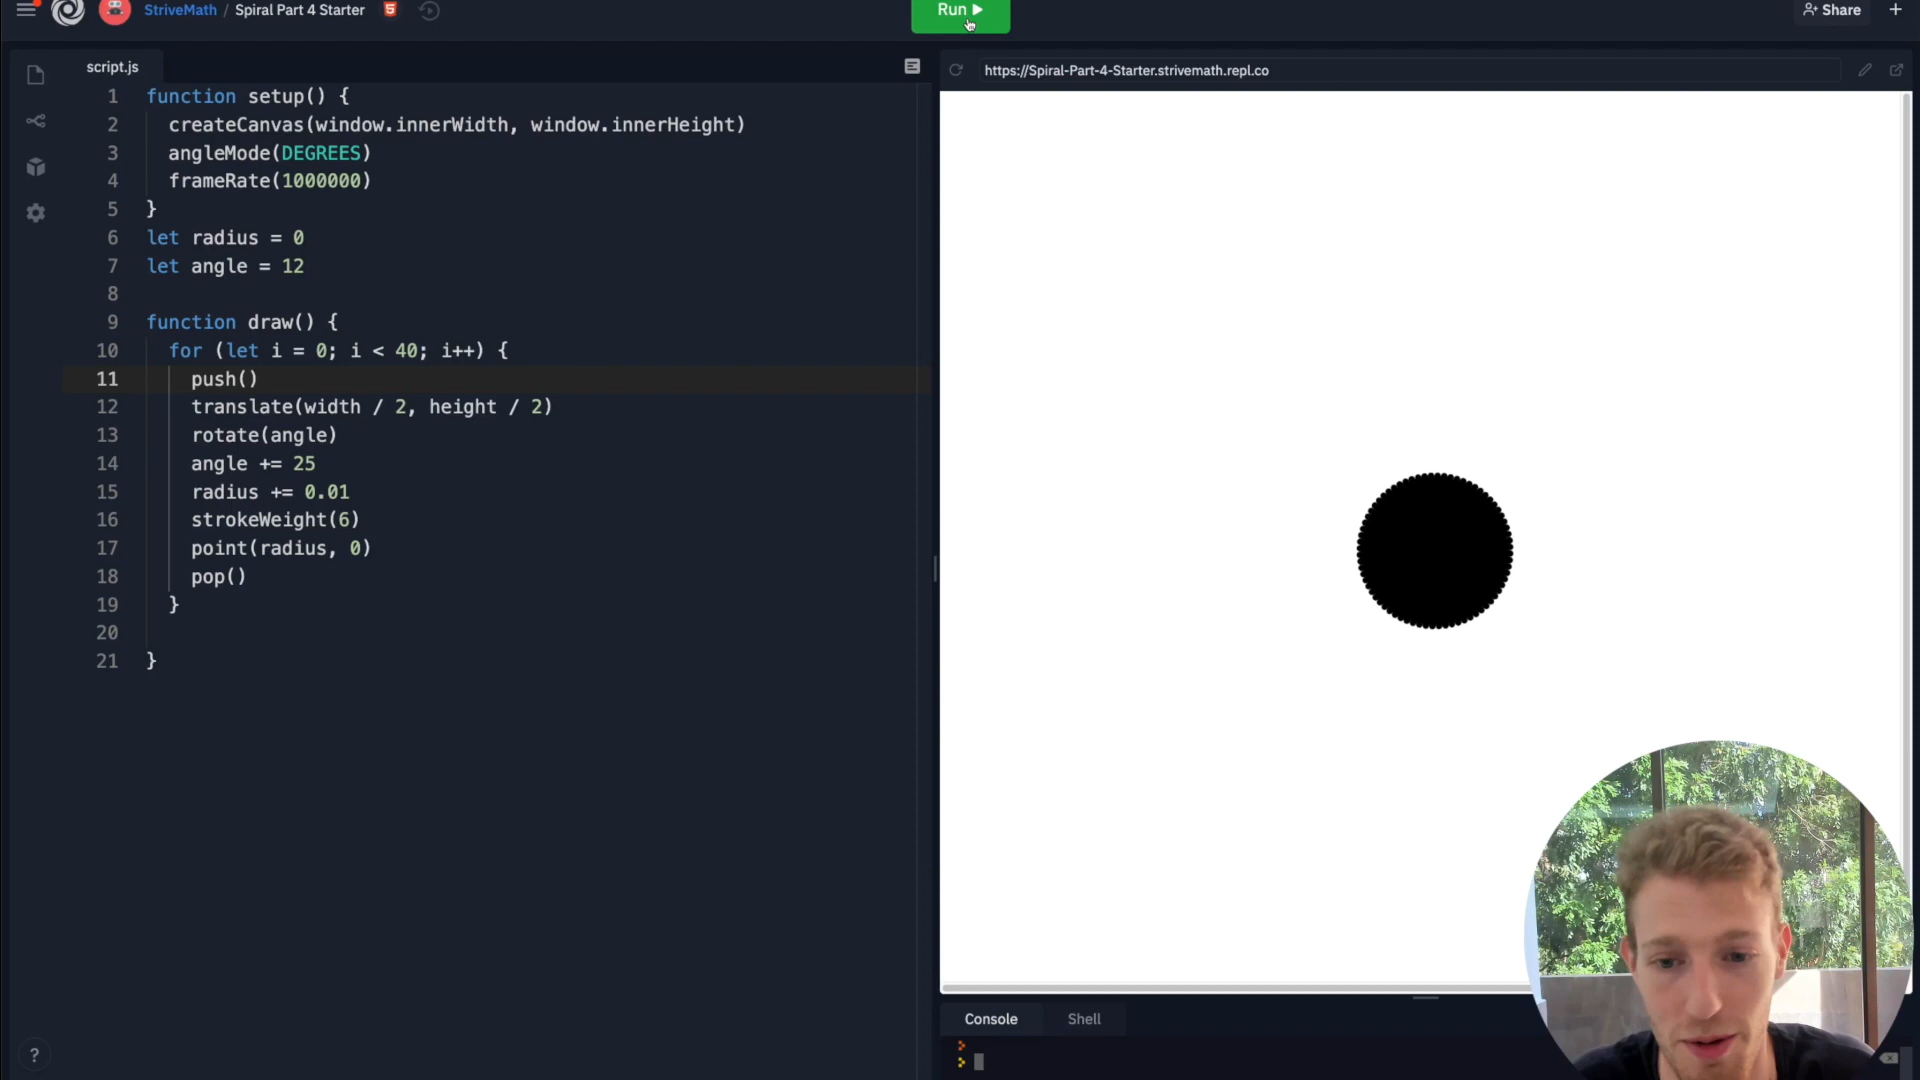 StriveMath / Spiral Part 4 Starter
Run
Share
script.js
https://Spiral-Part-4-Starter.strivemath.repl.co
1 function setup() {
2 createCanvas(window.innerWidth, window.innerHeight)
3 angleMode(DEGREES)
4 frameRate(1000000)
5 }
6 let radius = 0
7 let angle = 12
8
9 function draw() {
10 for (let i = 0; i < 40; i++) {
11 push()
12 translate(width / 2, height / 2)
13 rotate(angle)
14 angle += 25
15 radius += 0.01
16 strokeWeight(6)
17 point(radius, 0)
18 pop()
19 }
20
21 }
Console
Shell
>
>
?